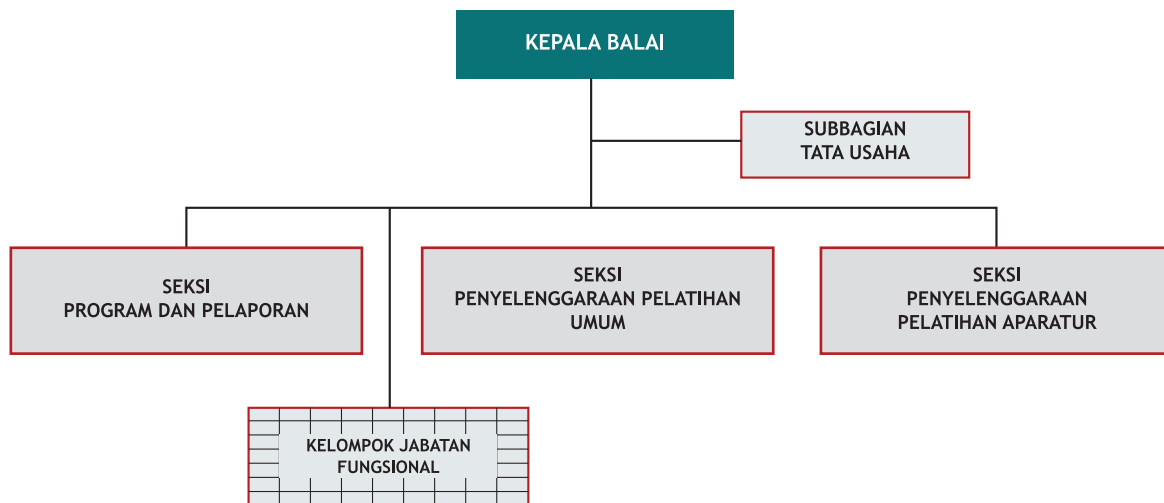 KEPALA BALAI
SUBBAGIAN
TATA USAHA
SEKSI
PROGRAM DAN PELAPORAN
SEKSI
PENYELENGGARAAN PELATIHAN
UMUM
SEKSI
PENYELENGGARAAN
PELATIHAN APARATUR
KELOMPOK JABATAN
FUNGSIONAL